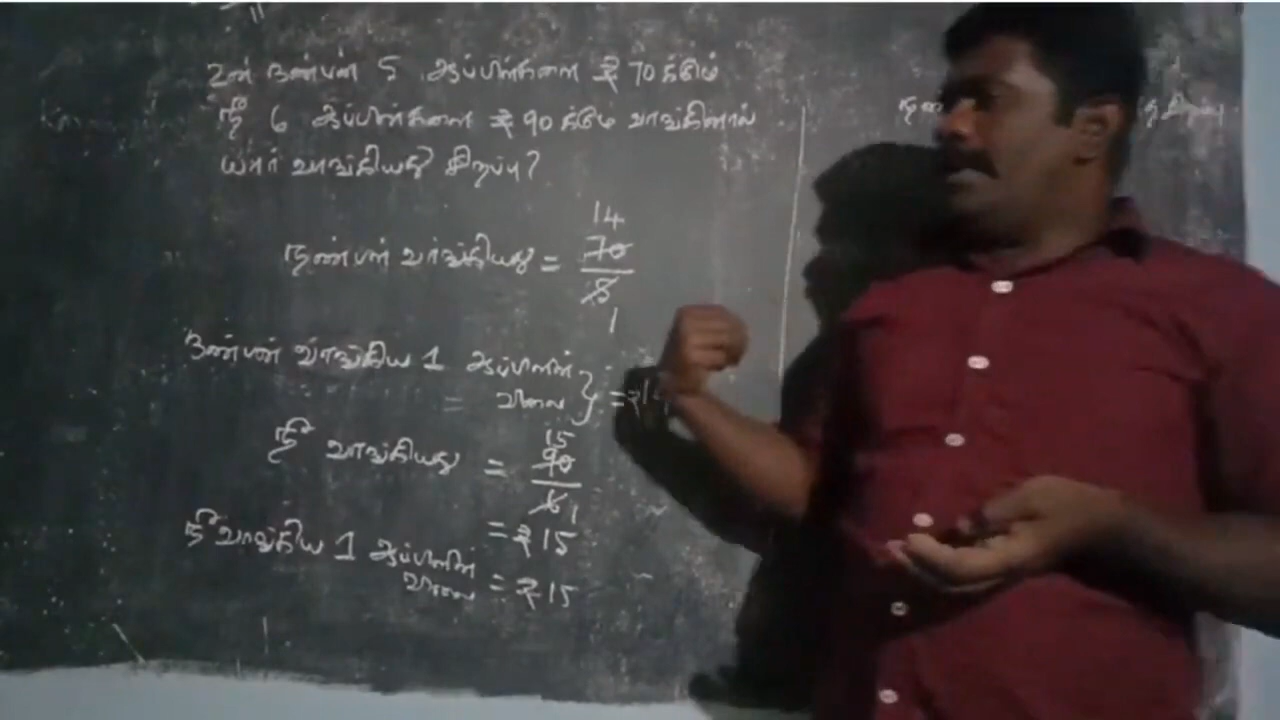 உன் நண்பன் 5 ஆப்பிள்களை ₹ 70 க்கும்
நீ 6 ஆப்பிள்களை ₹ 90 க்கும் வாங்கினால்
யார் வாங்கியது சிறப்பு?
14
நண்பன் வாங்கியது = 70
5
1
நண்பன் வாங்கிய 1 ஆப்பிளின்
விலை } = ₹14
15
நீ வாங்கியது = 90
6 1
= ₹ 15
நீ வாங்கிய 1 ஆப்பிளின்
விலை = ₹ 15